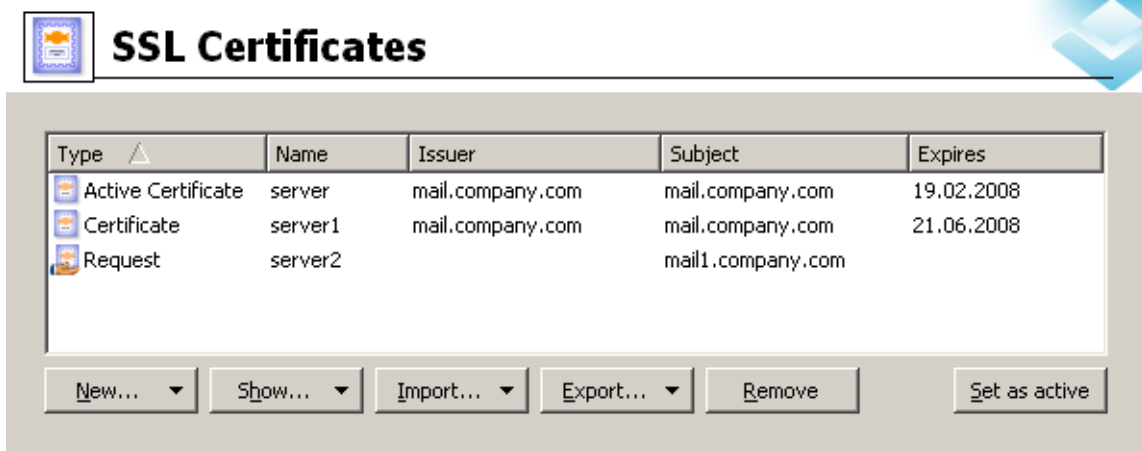 SSL Certificates
Type Name Issuer Subject Expires
Active Certificate server mail.company.com mail.company.com 19.02.2008
Certificate server1 mail.company.com mail.company.com 21.06.2008
Request server2 mail1.company.com
New... Show... Import... Export... Remove Set as active